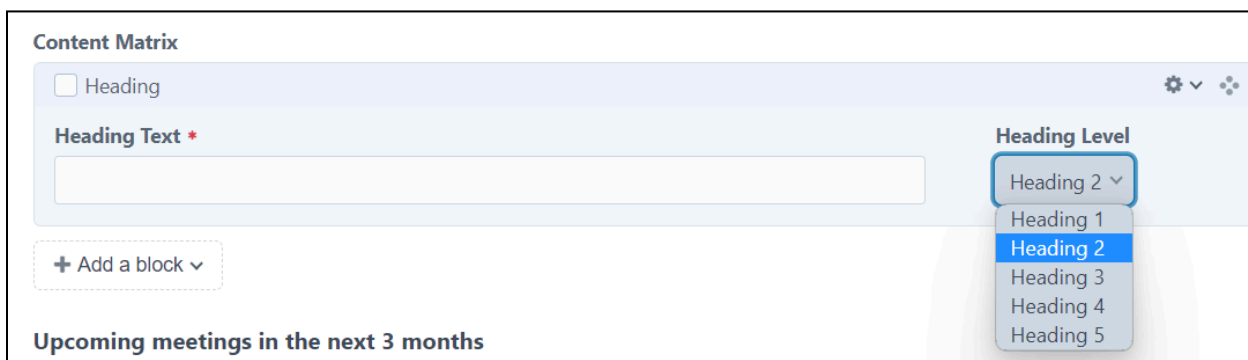 Content Matrix
Heading
Heading Text *
Heading Level
Heading 2
Heading 1
Heading 2
Heading 3
Heading 4
Heading 5
+ Add a block
Upcoming meetings in the next 3 months